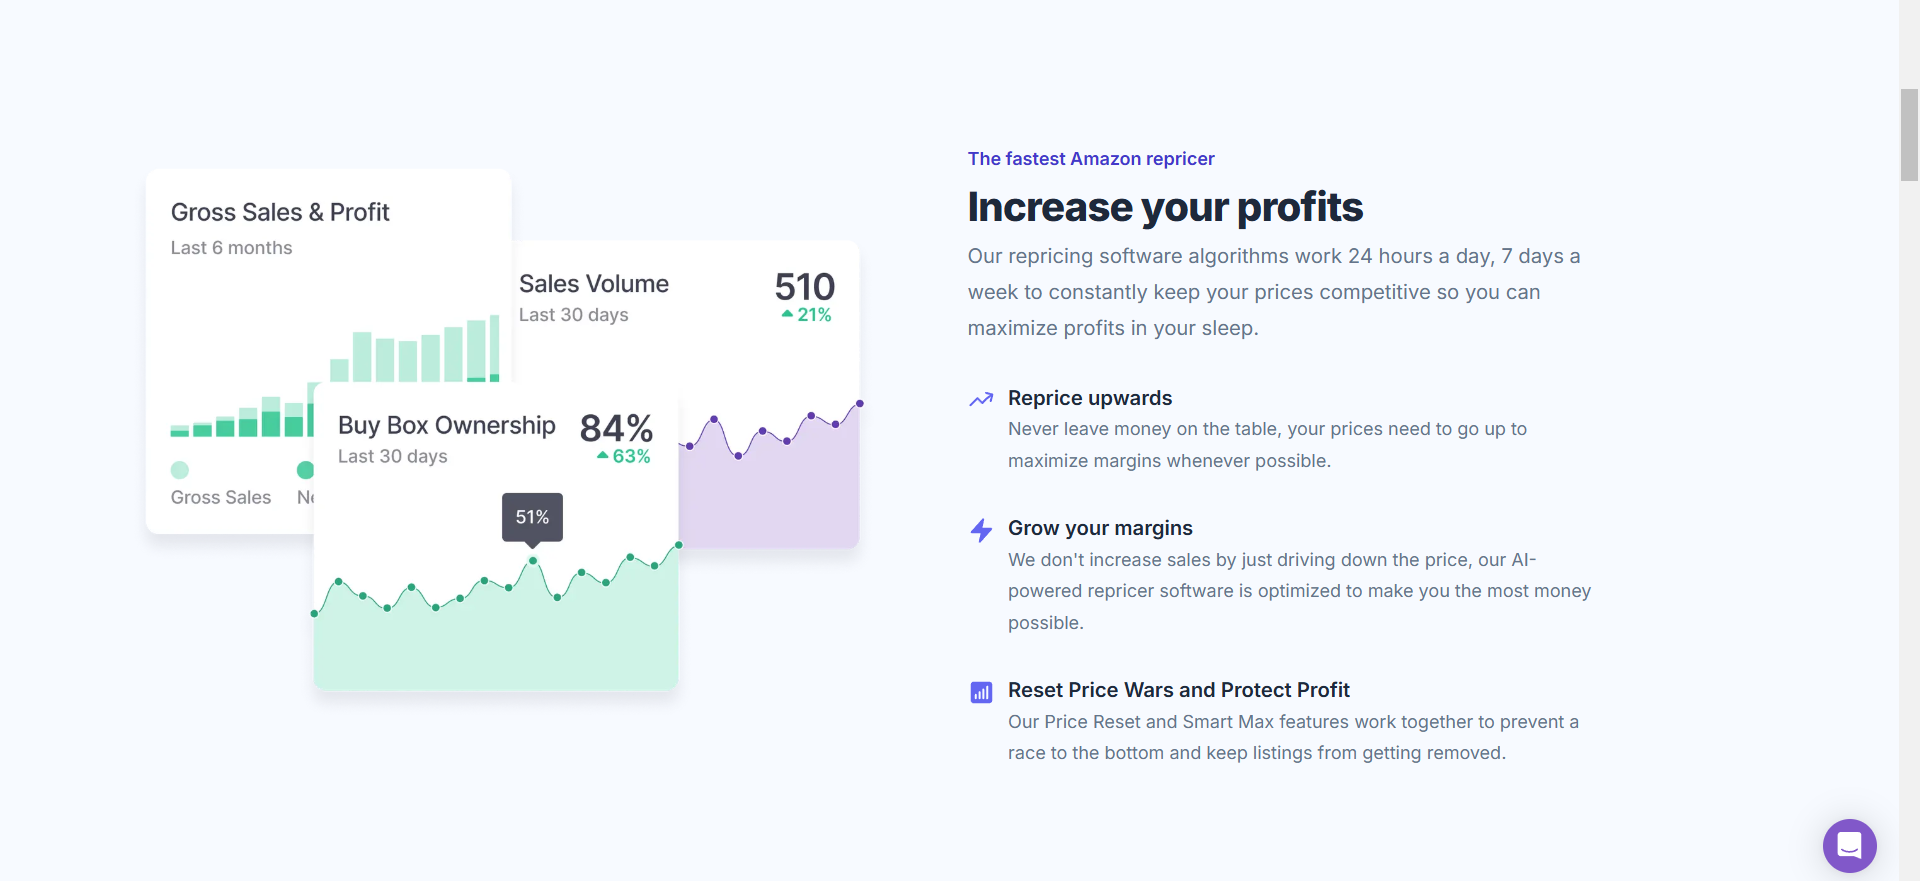 Gross Sales & Profit
Last 6 months
Gross Sales
Sales Volume
510
Last 30 days
21%
Buy Box Ownership
84%
Last 30 days
63%
51%
The fastest Amazon repricer
Increase your profits
Our repricing software algorithms work 24 hours a day, 7 days a
week to constantly keep your prices competitive so you can
maximize profits in your sleep.
Reprice upwards
Never leave money on the table, your prices need to go up to
maximize margins whenever possible.
Grow your margins
We don't increase sales by just driving down the price, our AI-
powered repricer software is optimized to make you the most money
possible.
Reset Price Wars and Protect Profit
Our Price Reset and Smart Max features work together to prevent a
race to the bottom and keep listings from getting removed.